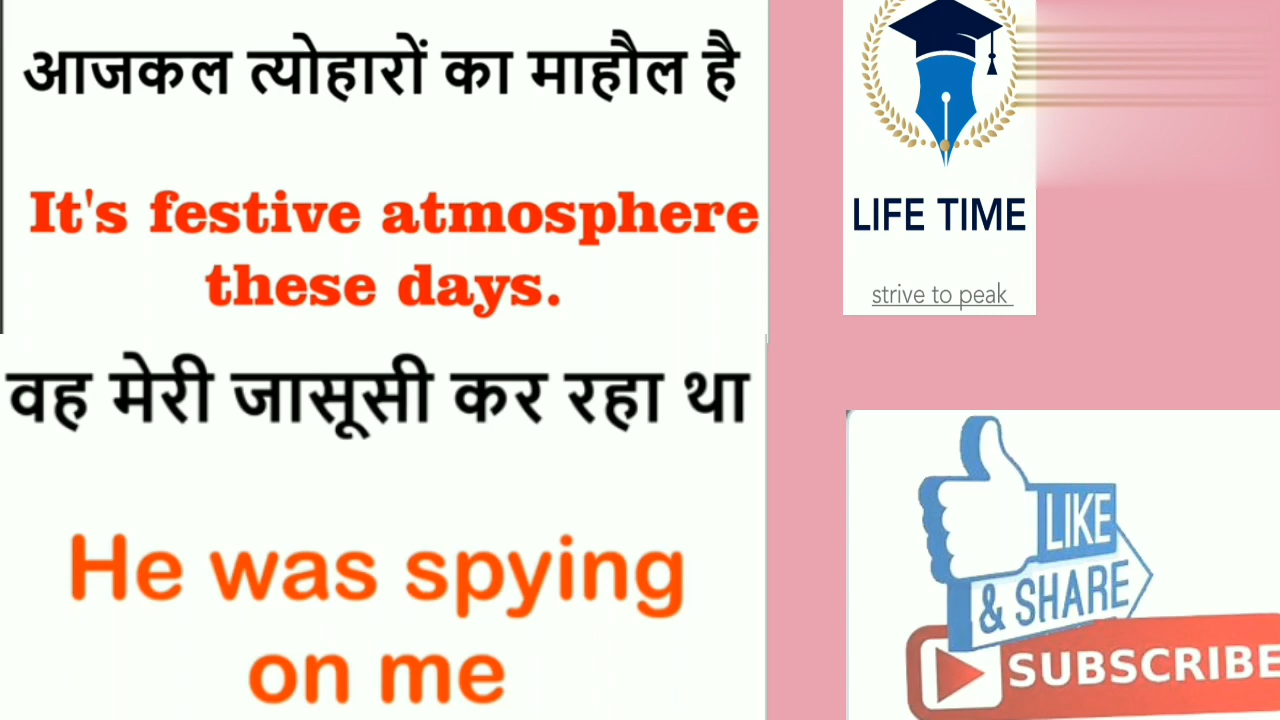 आजकल त्योहारों का माहौल है
It's festive atmosphere
these days.
वह मेरी जासूसी कर रहा था
He was spying
on me
LIFE TIME
strive to peak
LIKE
& SHARE
SUBSCRIBE